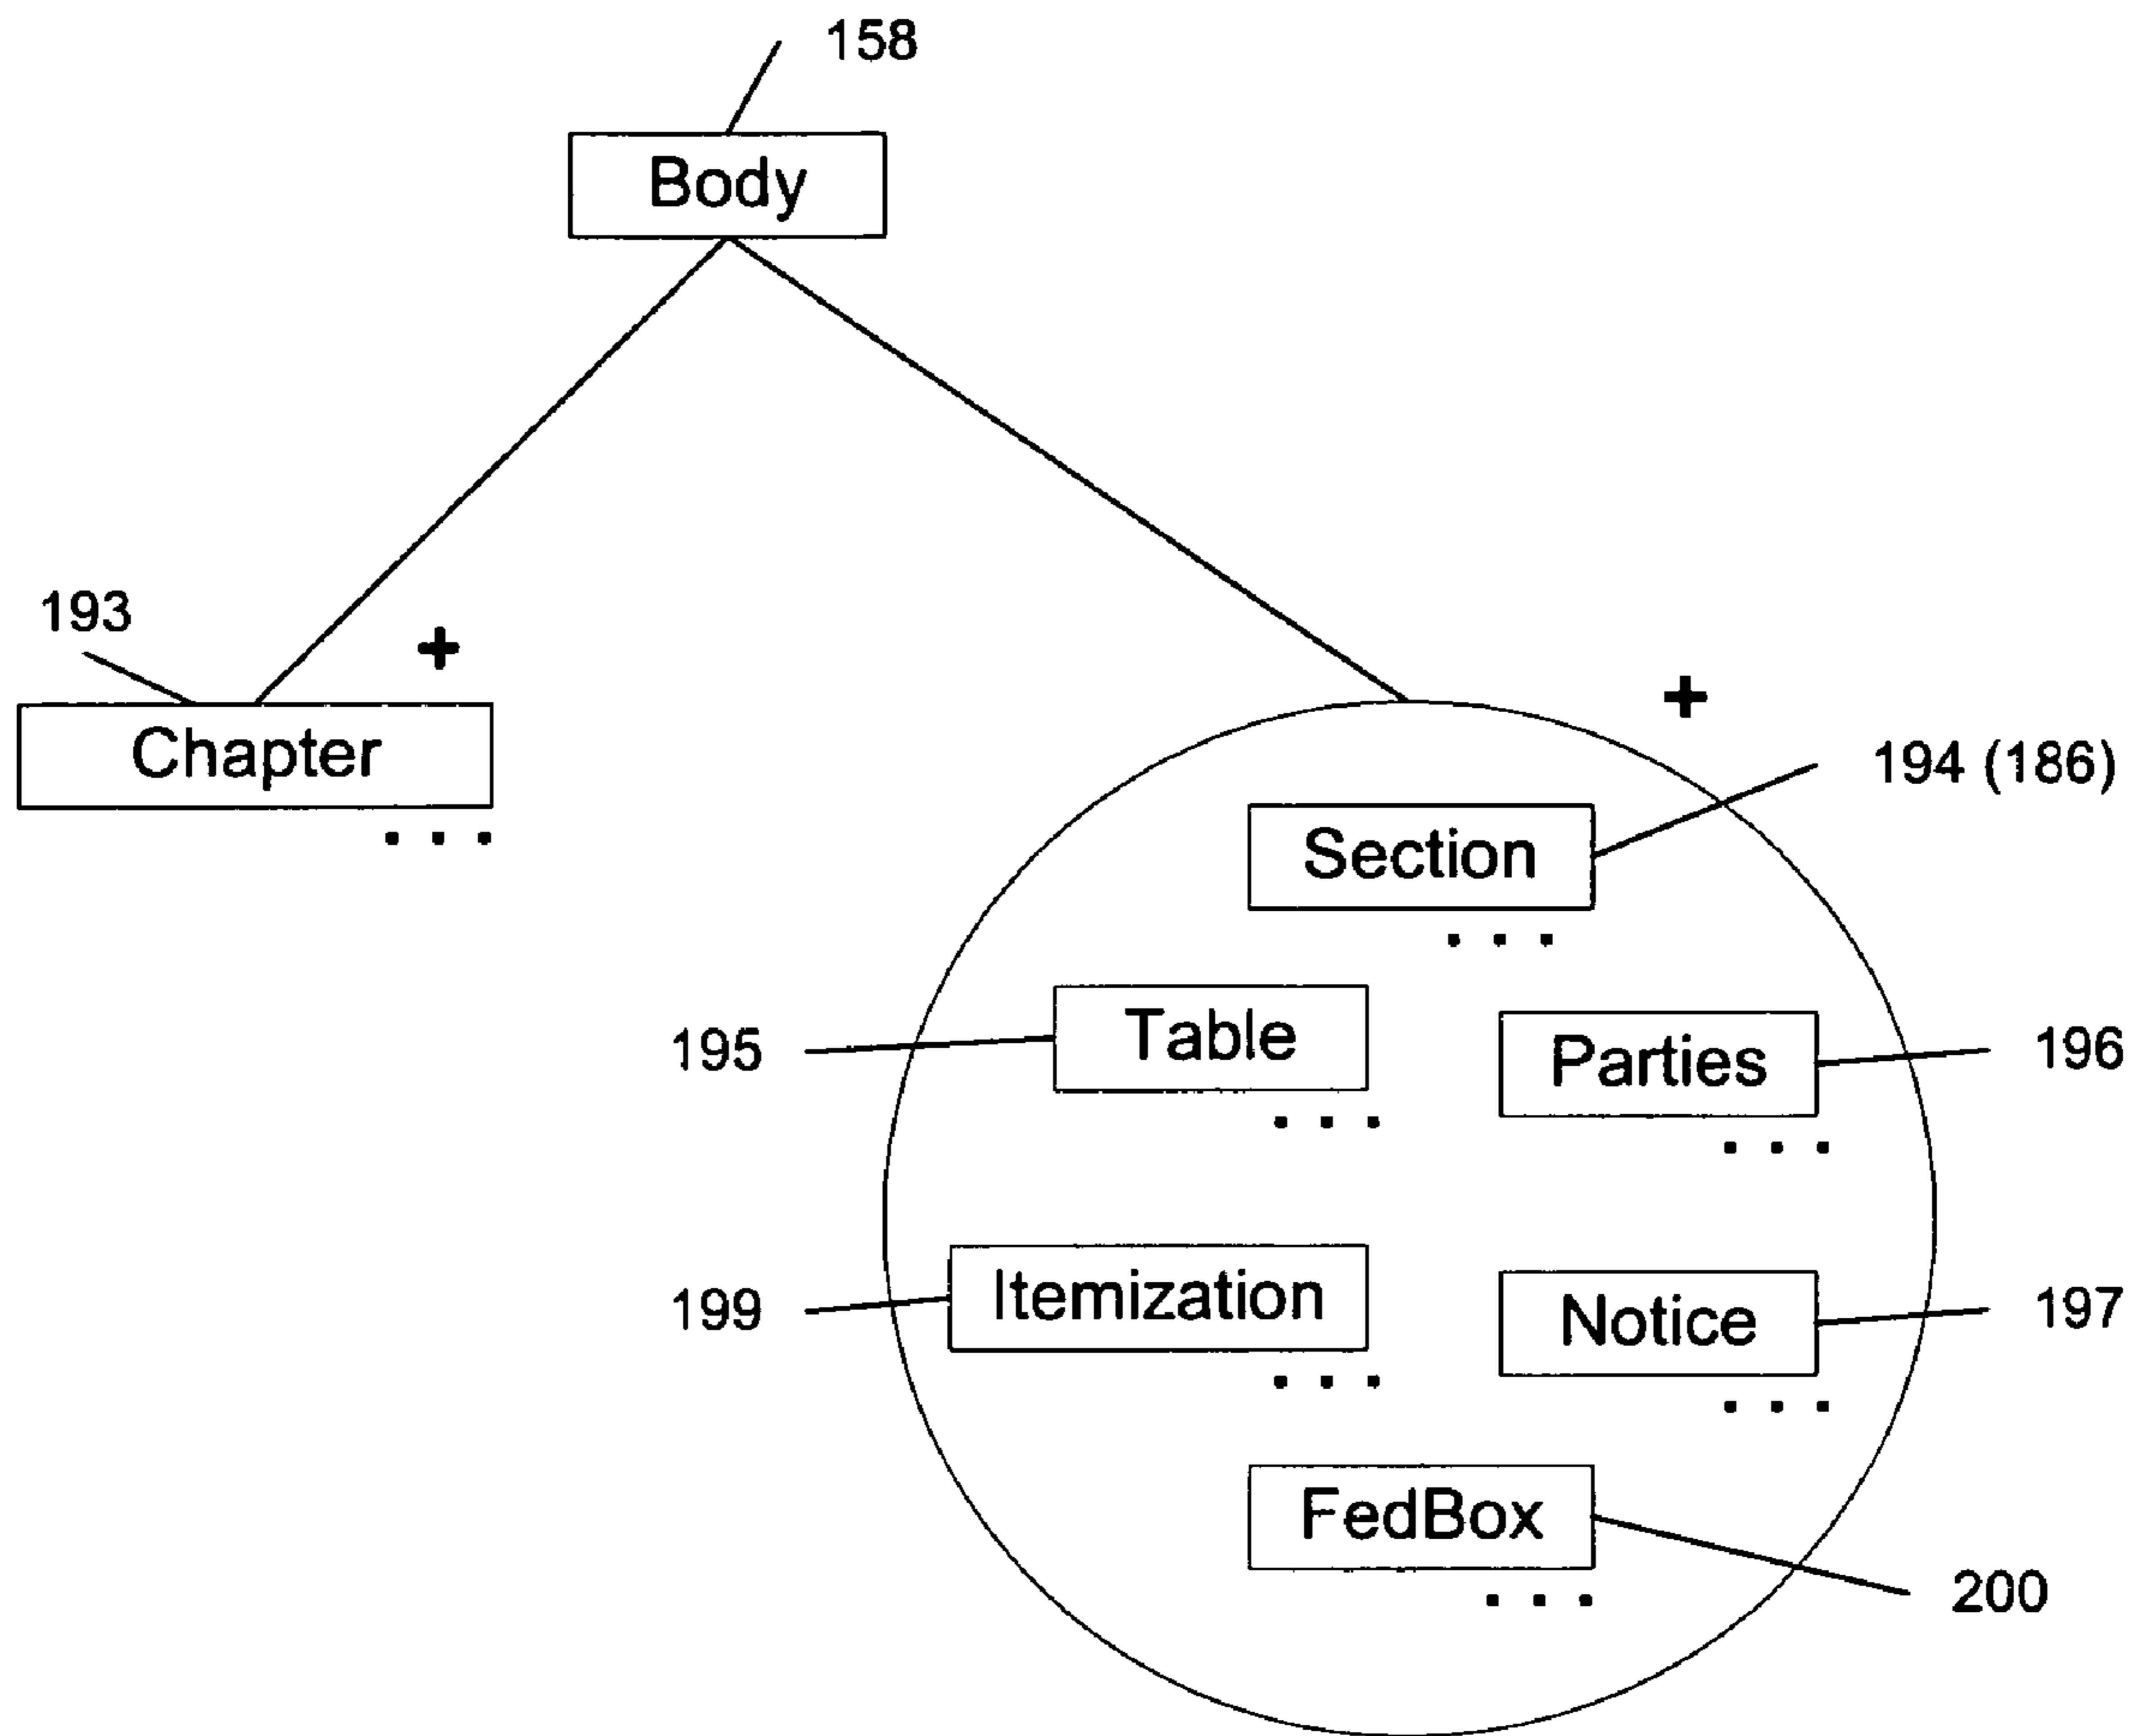 158
Body
193
+
Chapter
. . .
+
194 (186)
Section
. . .
195
Table
. . .
Parties
196
. . .
199
Itemization
. . .
Notice
197
. . .
FedBox
. . .
200